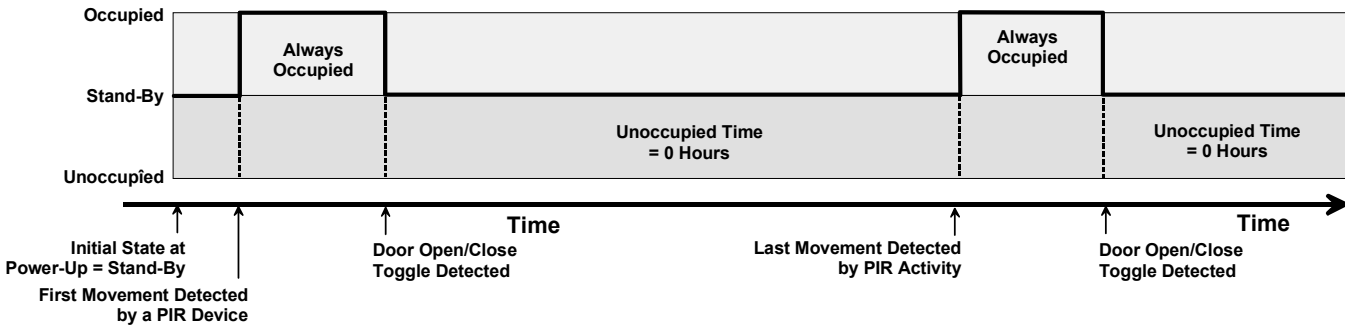 Occupied
Always
Occupied
Always
Occupied
Stand-By
Unoccupied Time
= 0 Hours
Unoccupied Time
= 0 Hours
Unoccupied
Time
Time
Initial State at
Power-Up = Stand-By
First Movement Detected
by a PIR Device
Door Open/Close
Toggle Detected
Last Movement Detected
by PIR Activity
Door Open/Close
Toggle Detected